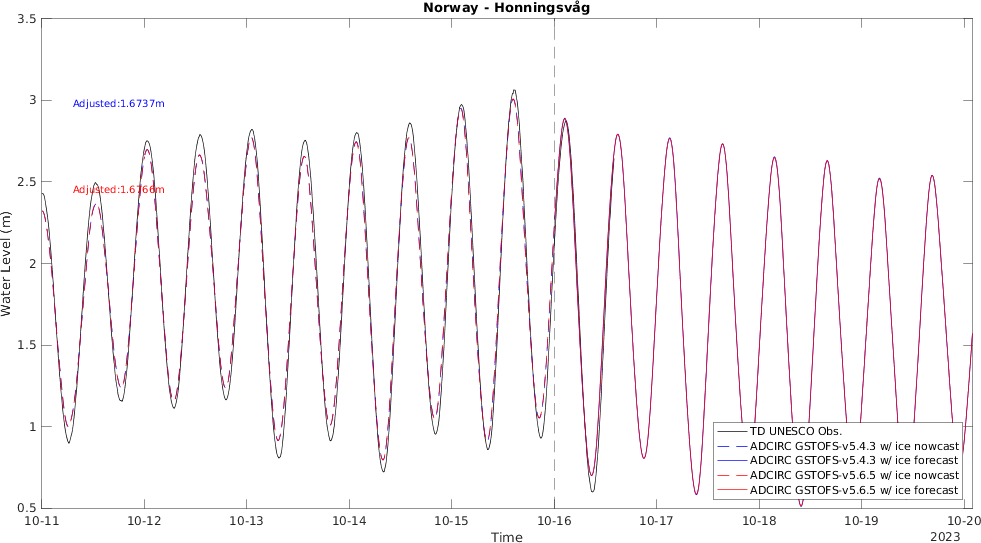 Norway - Honningsvåg
3.5
3
2.5
2
1.5
1
0.5
Water Level (m)
Adjusted:1.6737m
Adjusted:1.6766m
TD UNESCO Obs.
ADCIRC GSTOFS-v5.4.3 w/ ice nowcast
ADCIRC GSTOFS-v5.4.3 w/ ice forecast
ADCIRC GSTOFS-v5.6.5 w/ ice nowcast
ADCIRC GSTOFS-v5.6.5 w/ ice forecast
10-11 10-12 10-13 10-14 10-15 10-16 10-17 10-18 10-19 10-20
Time
2023